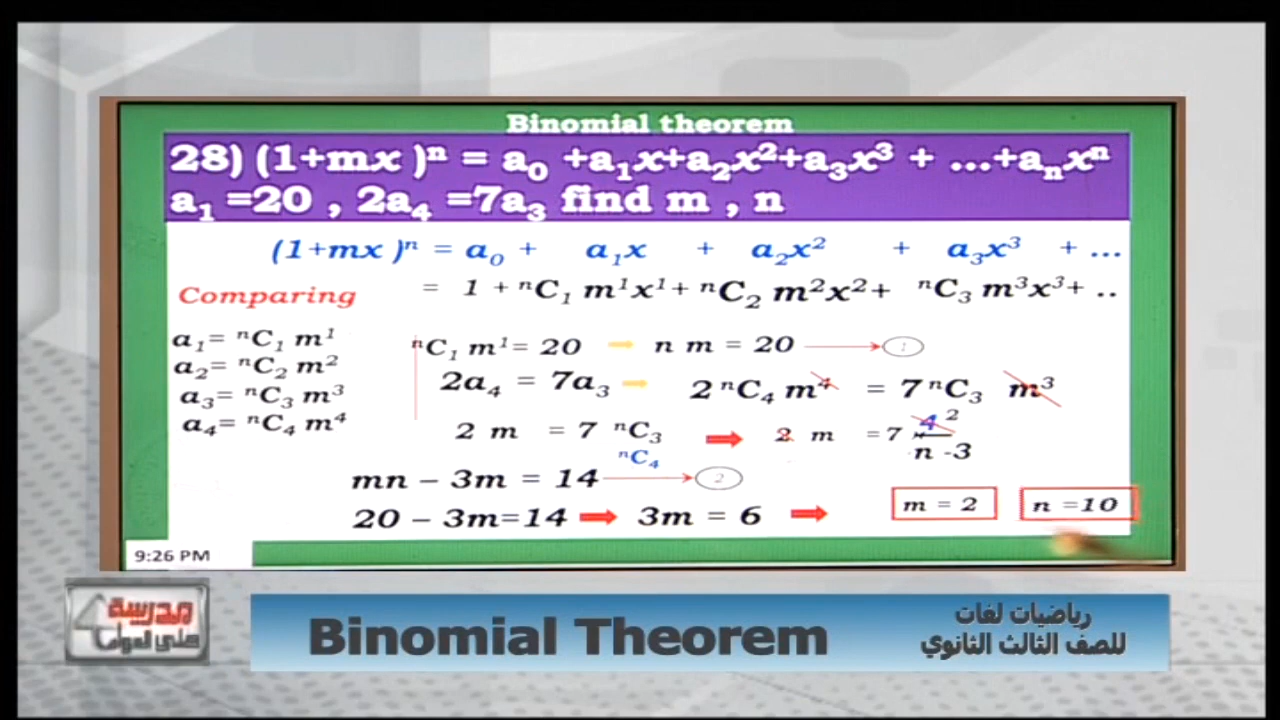 Binomial theorem
28) (1+mx )ⁿ = a₀ +a₁x+a₂x²+a₃x³ + ...+aₙxⁿ
a₁ =20 , 2a₄ =7a₃ find m , n
(1+mx )ⁿ = a₀ + a₁x + a₂x² + a₃x³ + ...
= 1 + ⁿC₁ m¹x¹+ ⁿC₂ m²x²+ ⁿC₃ m³x³+ ..
Comparing
a₁= ⁿC₁ m¹
a₂= ⁿC₂ m²
a₃= ⁿC₃ m³
a₄= ⁿC₄ m⁴
ⁿC₁ m¹= 20 ➡ n m = 20 → 1
2a₄ = 7a₃ ➡ 2 ⁿC₄ m⁴ = 7 ⁿC₃ m³
2 m = 7 ⁿC₃ ➡ 2 m = 7 × 4 2
ⁿC₄ n -3
mn – 3m = 14 → 2
20 – 3m=14 ➡ 3m = 6 ➡ m = 2 n =10
9:26 PM
مدرسة
على الهواء
Binomial Theorem
رياضيات لغات
للصف الثالث الثانوي